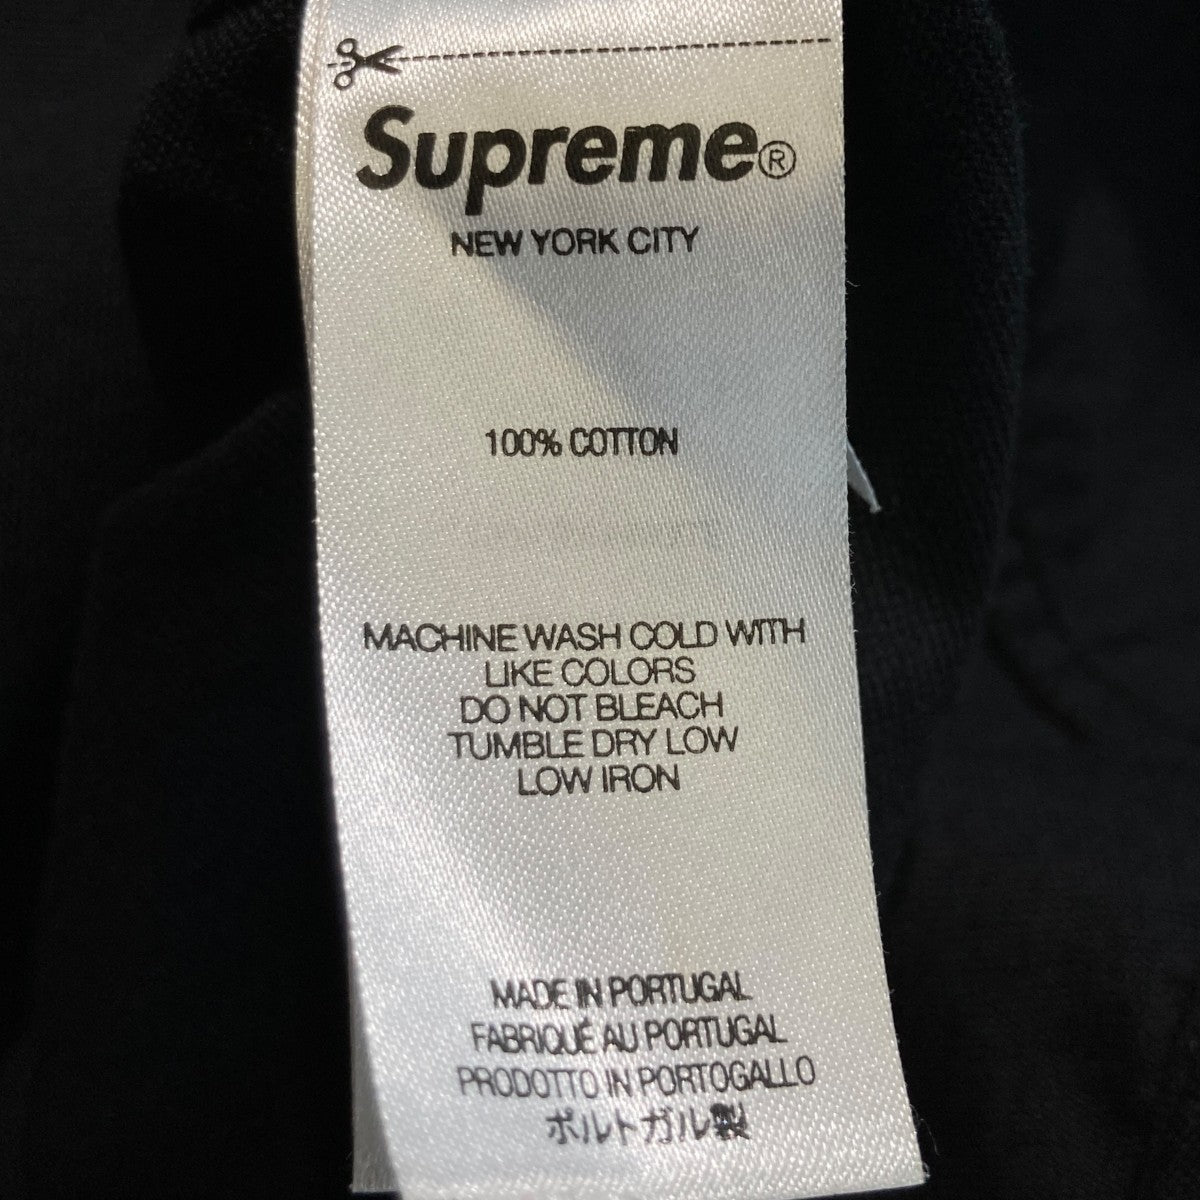 Supreme®
NEW YORK CITY
100% COTTON
MACHINE WASH COLD WITH
LIKE COLORS
DO NOT BLEACH
TUMBLE DRY LOW
LOW IRON
MADE IN PORTUGAL
FABRIQUÉ AU PORTUGAL
PRODOTTO IN PORTOGALLO
ポルトガル製